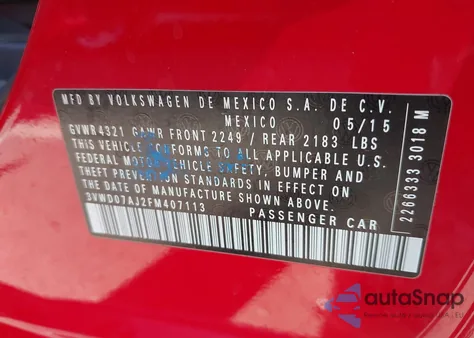 MFD BY VOLKSWAGEN DE MEXICO S.A. DE C.V.
MEXICO 05/15
GVWR4321 GAWR FRONT 2249 / REAR 2183 LBS
THIS VEHICLE CONFORMS TO ALL APPLICABLE U.S.
FEDERAL MOTOR VEHICLE SAFETY, BUMPER AND
THEFT PREVENTION STANDARDS IN EFFECT ON
THE DATE OF MANUFACTURE SHOWN ABOVE.
3VWD07AJ2FM407113 PASSENGER CAR
2266333 3018 M
autoSnap